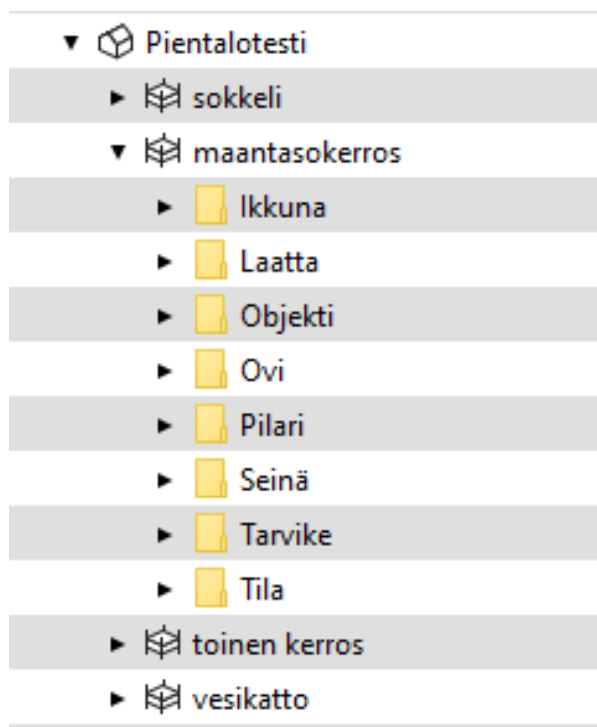 Pientalotesti
sokkeli
maantasokerros
Ikkuna
Laatta
Objekti
Ovi
Pilari
Seinä
Tarvike
Tila
toinen kerros
vesikatto